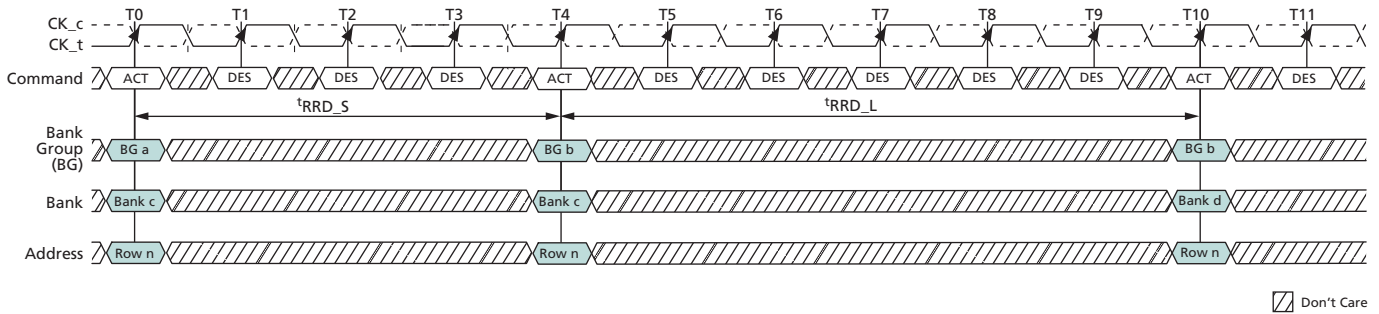 T0 T1 T2 T3 T4 T5 T6 T7 T8 T9 T10 T11
CK_c
CK_t
Command ACT DES DES DES ACT DES DES DES DES DES ACT DES
tRRD_S tRRD_L
Bank
Group
(BG)
BG a BG b BG b
Bank Bank c Bank c Bank d
Address Row n Row n Row n
Don't Care